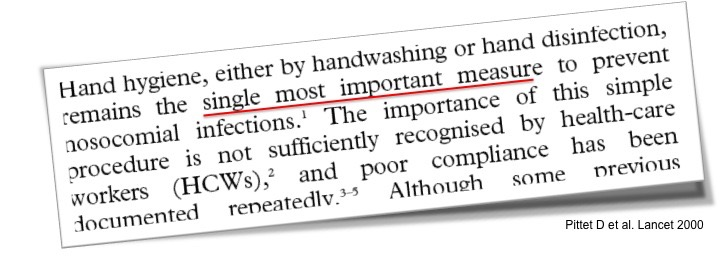 Hand hygiene, either by handwashing or hand disinfection,
remains the single most important measure to prevent
nosocomial infections.¹ The importance of this simple
procedure is not sufficiently recognised by health-care
workers (HCWs),² and poor compliance has been
documented repeatedly.³⁻⁵ Although some previous
Pittet D et al. Lancet 2000